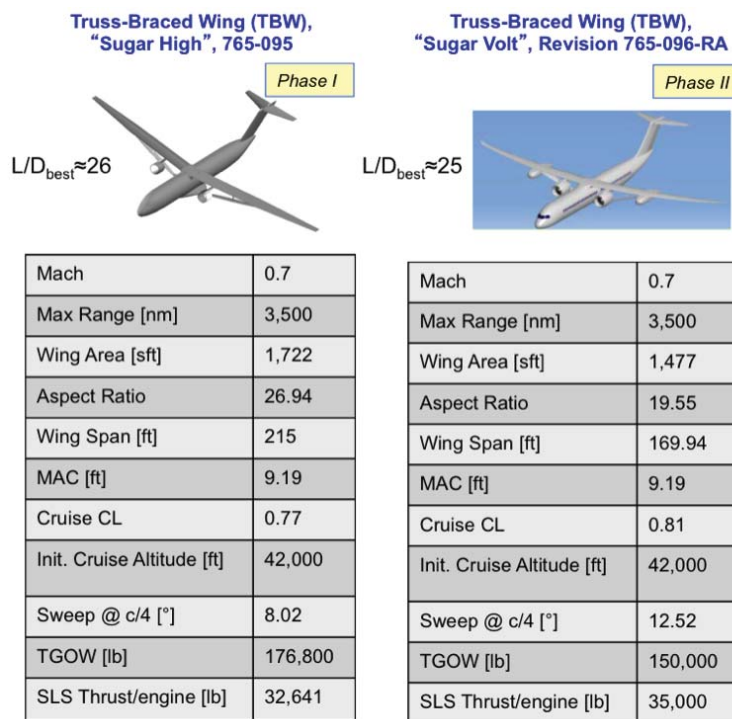 Truss-Braced Wing (TBW),
"Sugar High", 765-095
Phase I
L/Dbest≈26
Mach 0.7
Max Range [nm] 3,500
Wing Area [sft] 1,722
Aspect Ratio 26.94
Wing Span [ft] 215
MAC [ft] 9.19
Cruise CL 0.77
Init. Cruise Altitude [ft] 42,000
Sweep @ c/4 [°] 8.02
TGOW [lb] 176,800
SLS Thrust/engine [lb] 32,641
Truss-Braced Wing (TBW),
"Sugar Volt", Revision 765-096-RA
Phase II
L/Dbest≈25
Mach 0.7
Max Range [nm] 3,500
Wing Area [sft] 1,477
Aspect Ratio 19.55
Wing Span [ft] 169.94
MAC [ft] 9.19
Cruise CL 0.81
Init. Cruise Altitude [ft] 42,000
Sweep @ c/4 [°] 12.52
TGOW [lb] 150,000
SLS Thrust/engine [lb] 35,000